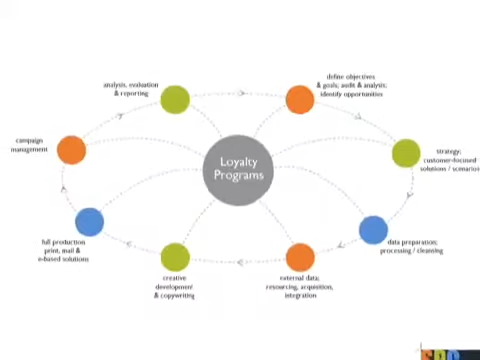 define objectives
& goals; audit & analysis;
identify opportunities
analysis, evaluation
& reporting
campaign
management
Loyalty
Programs
strategy:
customer-focused
solutions / scenarios
full production
print, mail &
e-based solutions
data preparation;
processing / cleansing
creative
development
& copywriting
external data:
resourcing, acquisition,
integration